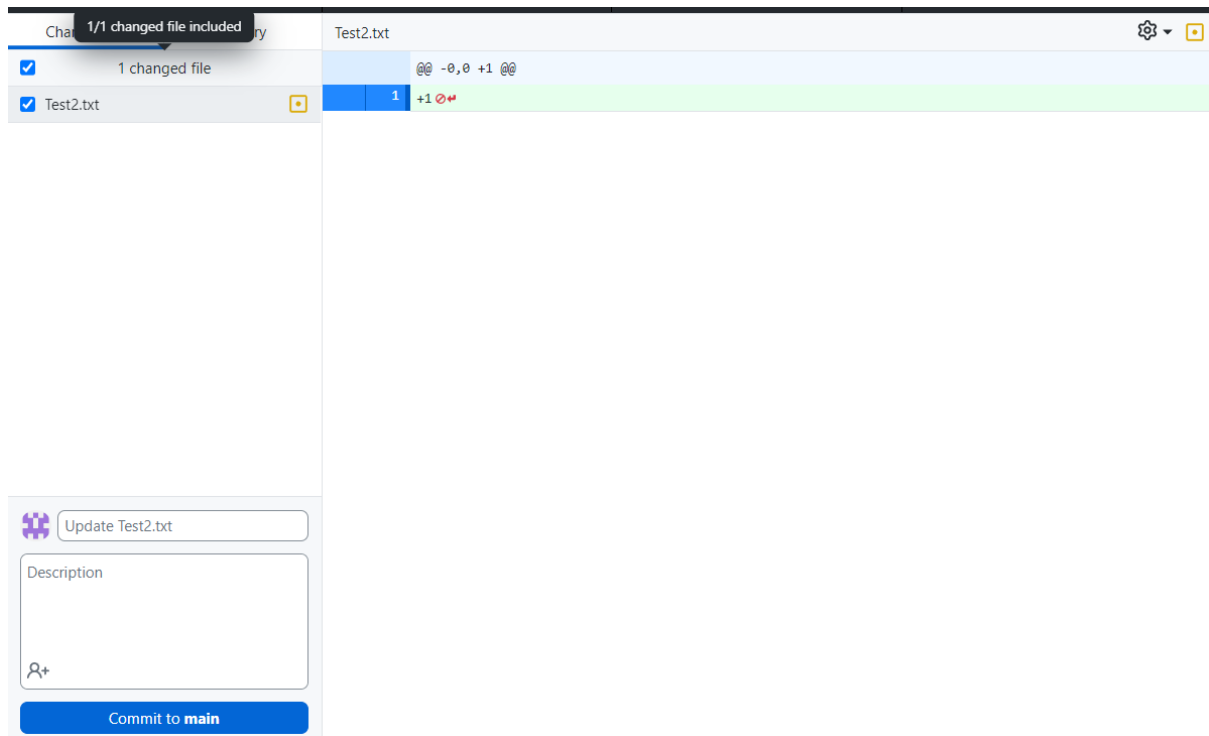 1/1 changed file included
Cha
ry
Test2.txt
1 changed file
@@ -0,0 +1 @@
Test2.txt
1 +1
Update Test2.txt
Description
Commit to main